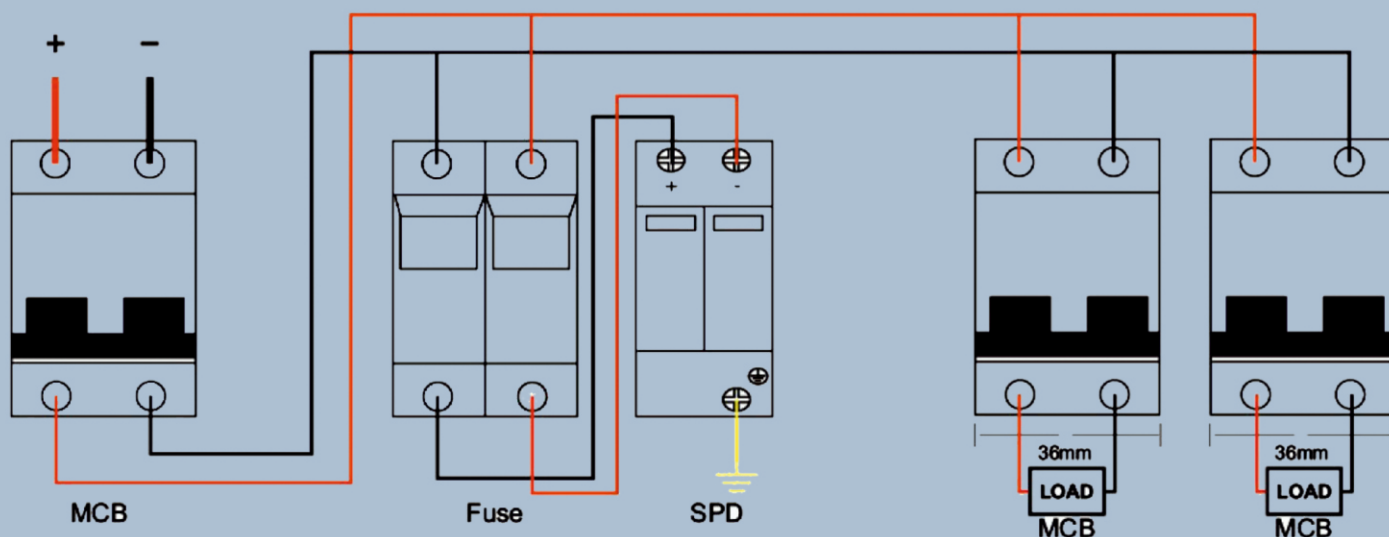 + -
+ -
36mm 36mm
LOAD LOAD
MCB Fuse SPD MCB MCB